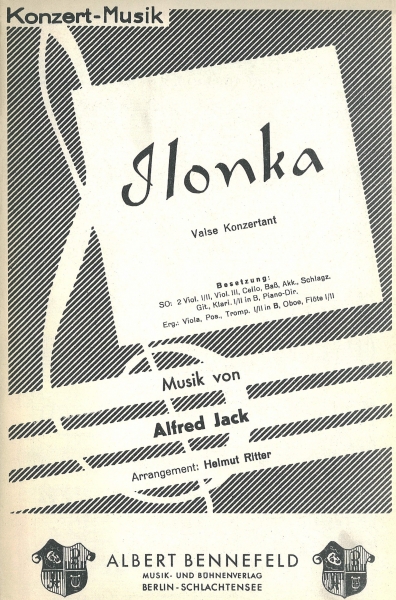 Konzert-Musik
Ilonka
Valse Konzertant
Besetzung:
SO: 2 Viol. I/II, Viol. III, Cello, Baß, Akk., Schlagz.
Git., Klari. I/II in B, Piano-Dir.
Erg.: Viola, Pos., Tromp. I/II in B, Oboe, Flöte I/II
Musik von
Alfred Jack
Arrangement: Helmut Ritter
ALBERT BENNEFELD
MUSIK- UND BÜHNENVERLAG
BERLIN-SCHLACHTENSEE